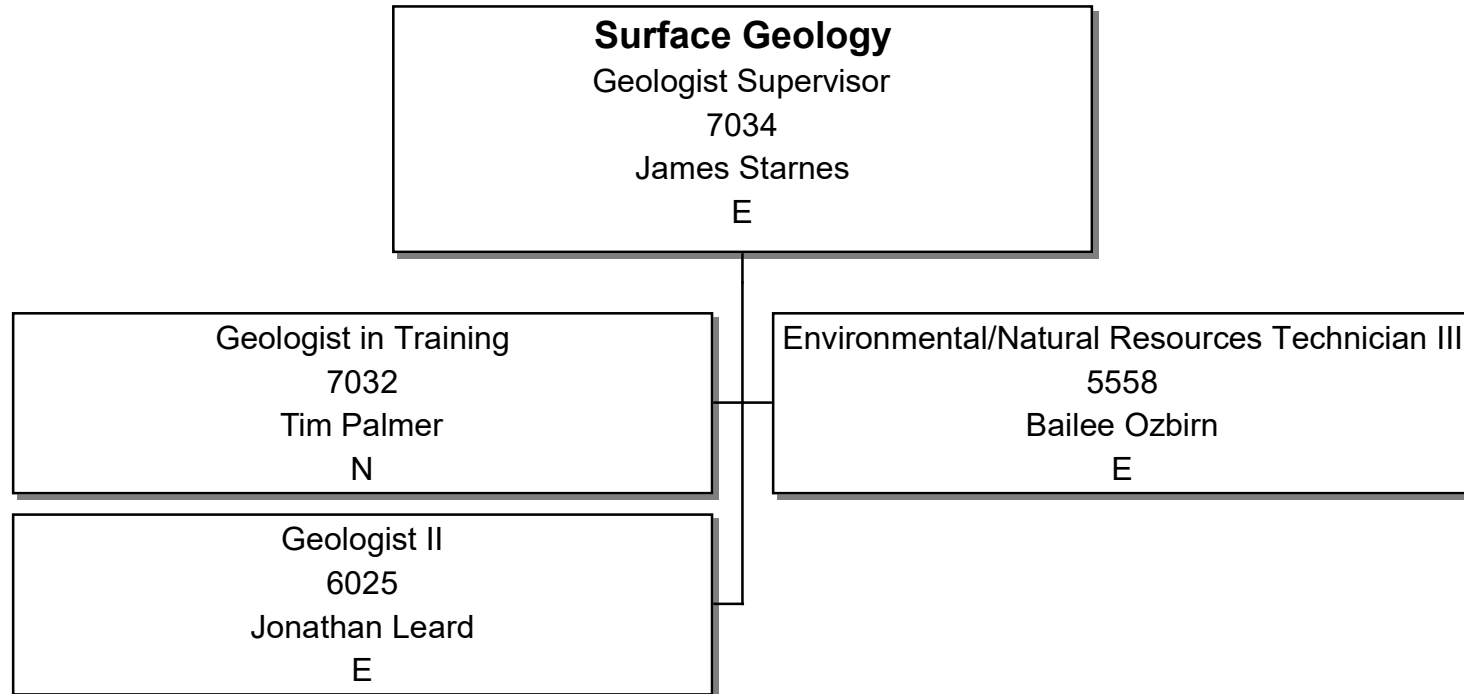 Surface Geology
Geologist Supervisor
7034
James Starnes
E
Geologist in Training
7032
Tim Palmer
N
Environmental/Natural Resources Technician III
5558
Bailee Ozbirn
E
Geologist II
6025
Jonathan Leard
E